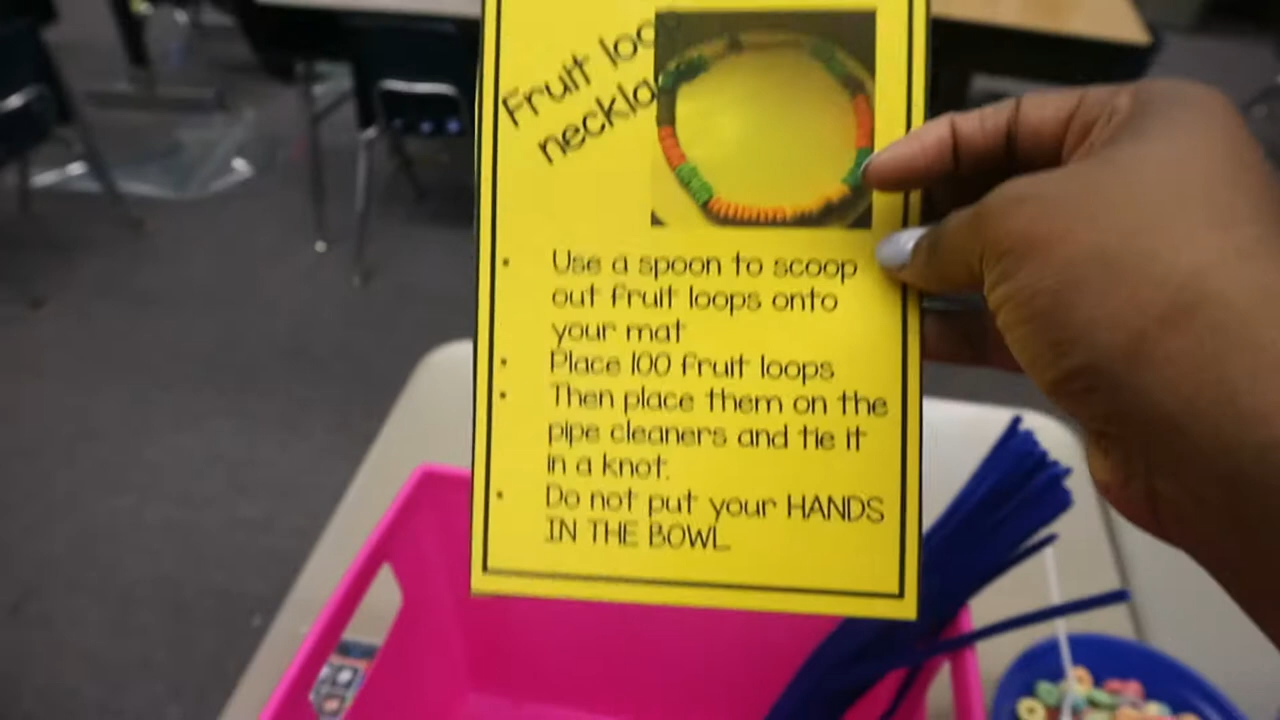 Fruit loo
neckla
• Use a spoon to scoop
out fruit loops onto
your mat
• Place 100 fruit loops
• Then place them on the
pipe cleaners and tie it
in a knot.
• Do not put your HANDS
IN THE BOWL